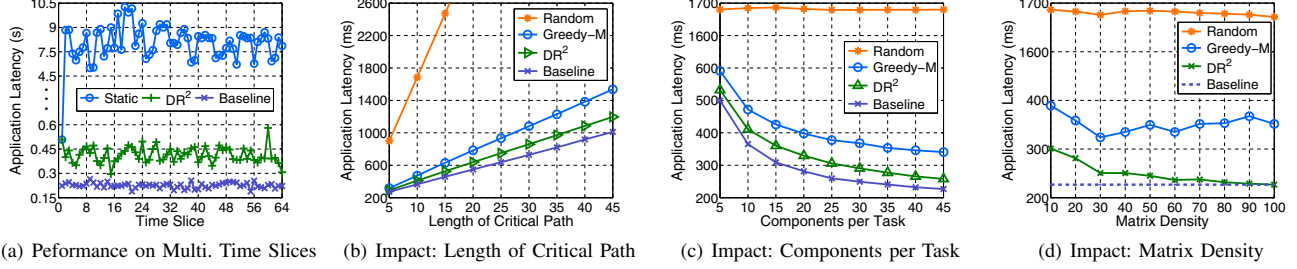 Application Latency (s)
10.5
9
7.5
6
4.5
0.6
0.45
0.3
0.15
Static DR² Baseline
0 8 16 24 32 40 48 56 64
Time Slice
(a) Peformance on Multi. Time Slices
Application Latency (ms)
2600
2200
1800
1400
1000
600
200
Random
Greedy-M
DR²
Baseline
5 10 15 20 25 30 35 40 45
Length of Critical Path
(b) Impact: Length of Critical Path
Application Latency (ms)
1700
1600
600
500
400
300
200
Random
Greedy-M
DR²
Baseline
5 10 15 20 25 30 35 40 45
Components per Task
(c) Impact: Components per Task
Application Latency (ms)
1700
1600
500
400
300
200
Random
Greedy-M
DR²
Baseline
10 20 30 40 50 60 70 80 90 100
Matrix Density
(d) Impact: Matrix Density